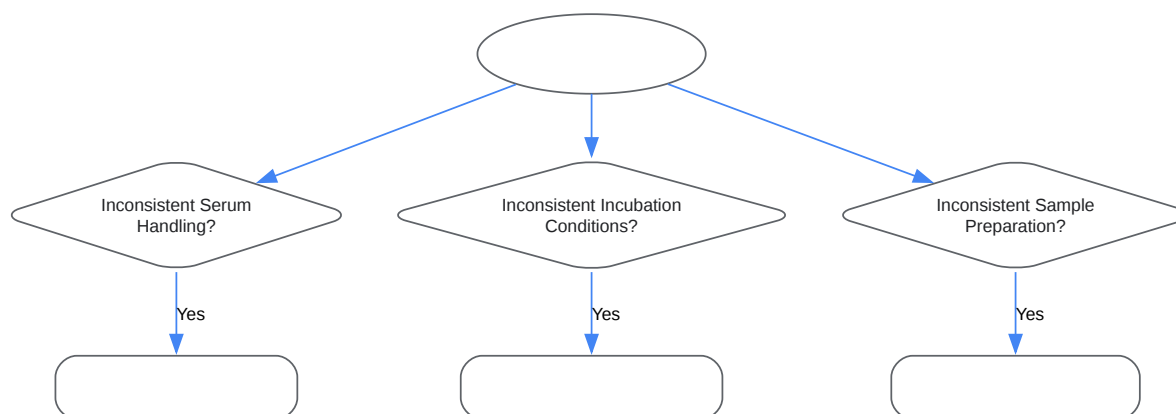 Inconsistent Serum
Handling?
Inconsistent Incubation
Conditions?
Inconsistent Sample
Preparation?
Yes
Yes
Yes